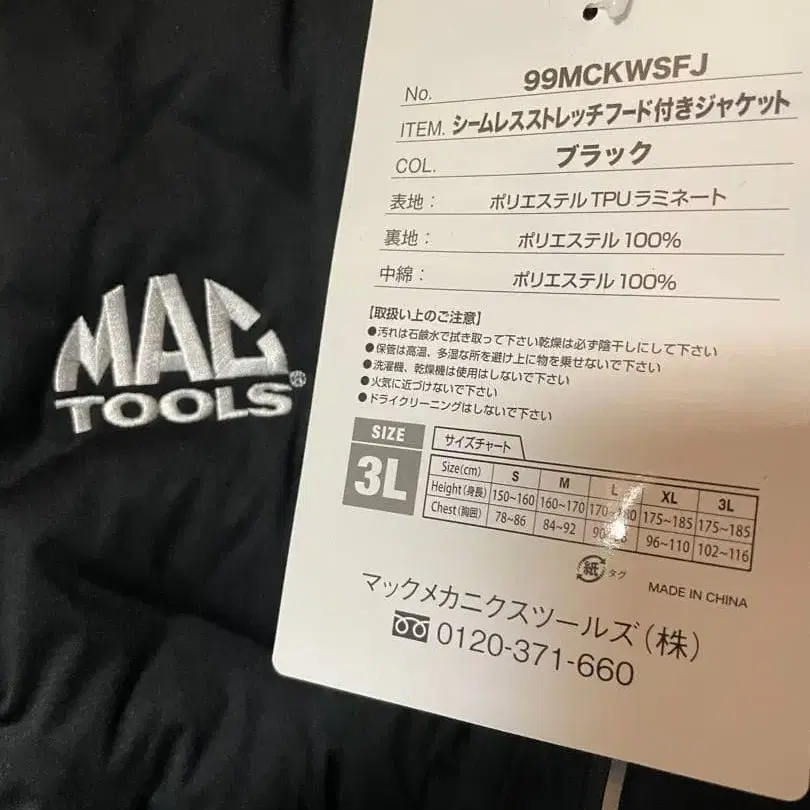 MAC
TOOLS®
No. 99MCKWSFJ
ITEM. シームレスストレッチフード付きジャケット
COL. ブラック
表地： ポリエステル TPU ラミネート
裏地： ポリエステル 100%
中綿： ポリエステル 100%
【取扱い上のご注意】
●汚れは石鹸水で拭き取って下さい乾燥は必ず陰干しにして下さい
●保管は高温、多湿な所を避け上に物を乗せないで下さい
●洗濯機、乾燥機は使用はしないで下さい
●火気に近づけないで下さい
●ドライクリーニングはしないで下さい
SIZE
3L
サイズチャート
Size(cm) S M L XL 3L
Height(身長) 150~160 160~170 170~180 175~185 175~185
Chest(胸囲) 78~86 84~92 96~110 102~116
紙 タグ
MADE IN CHINA
マックメカニクスツールズ(株)
0120-371-660